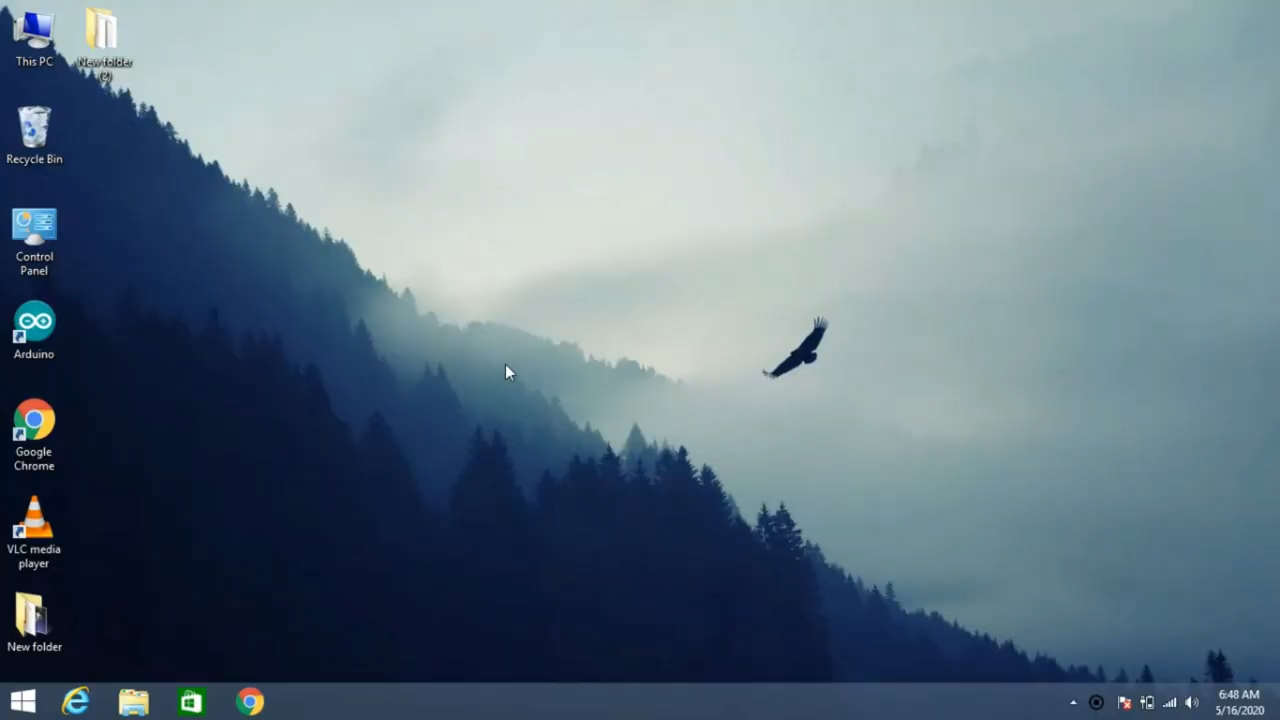 This PC
New folder
(2)
Recycle Bin
Control
Panel
Arduino
Google
Chrome
VLC media
player
New folder
6:48 AM
5/16/2020